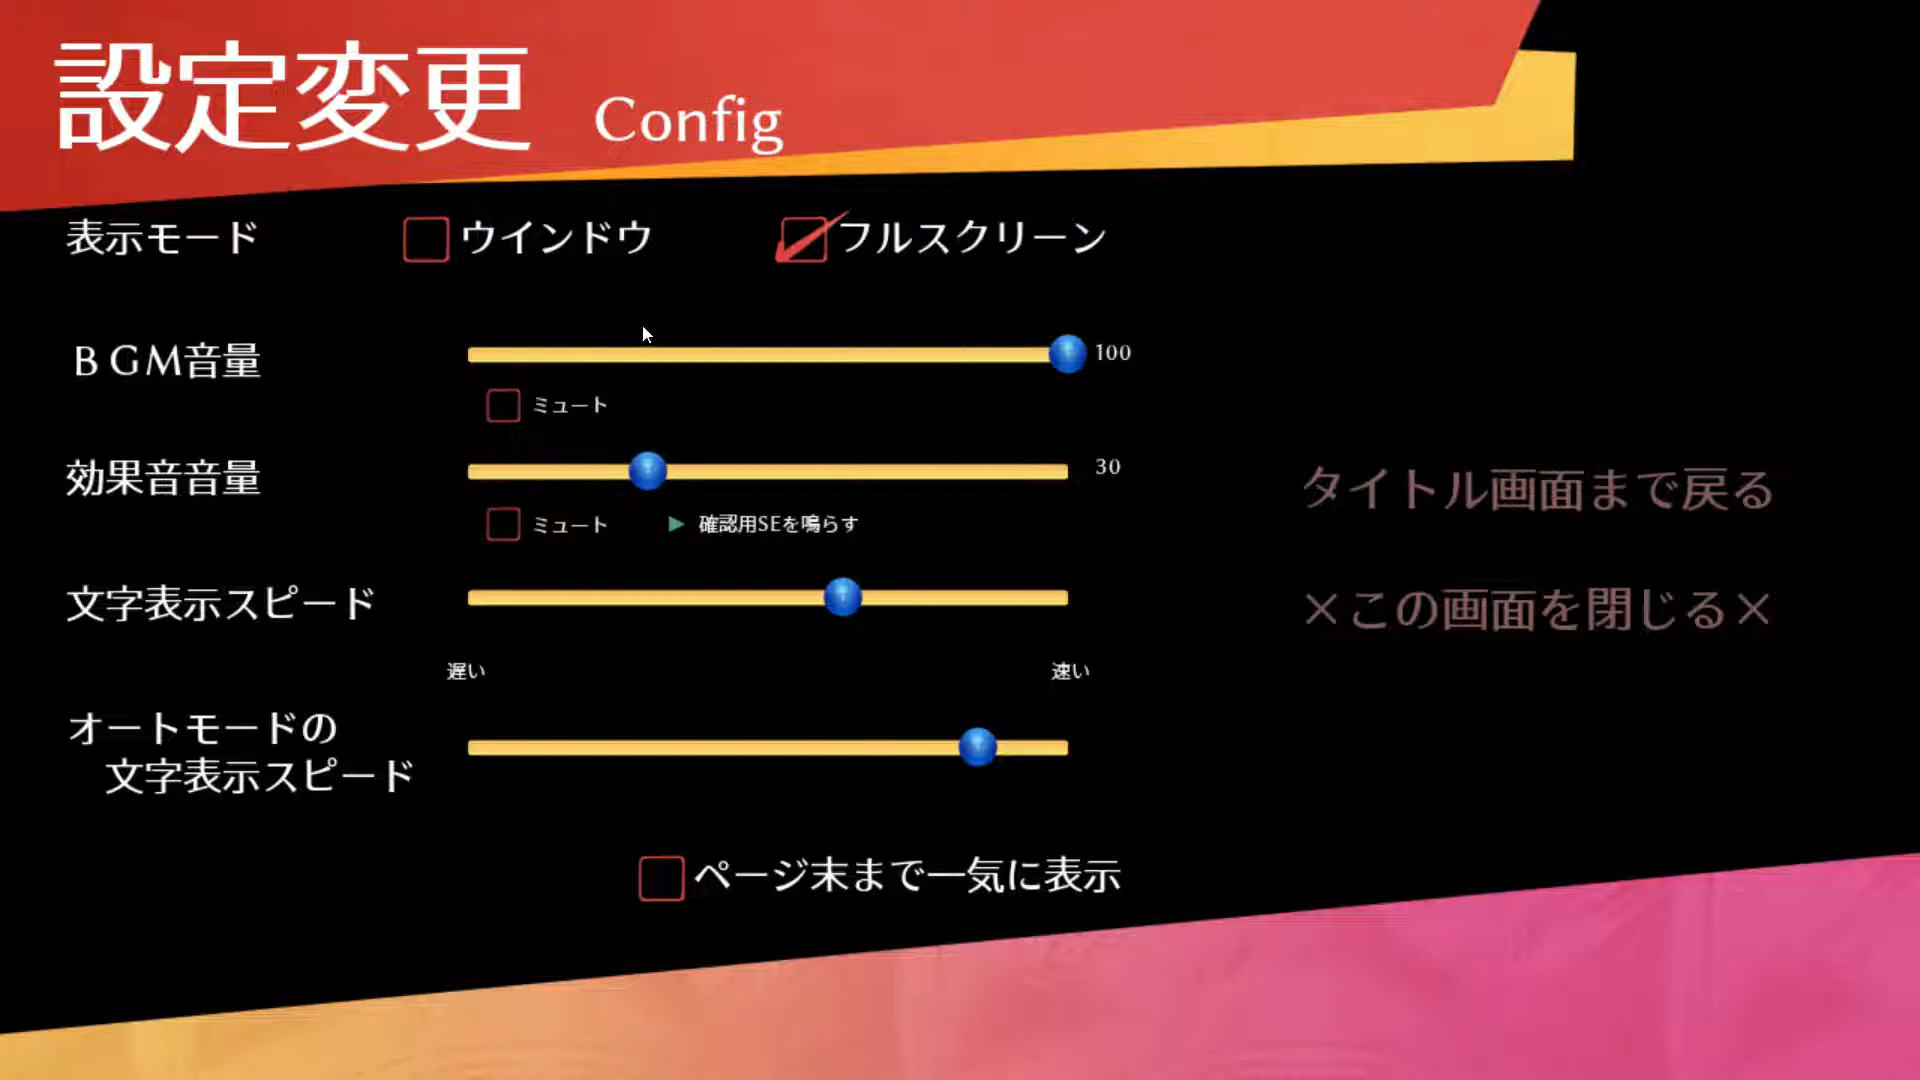 設定変更 Config
表示モード ウインドウ フルスクリーン
ＢＧＭ音量 100
ミュート
効果音音量 30
ミュート ▶ 確認用SEを鳴らす
タイトル画面まで戻る
文字表示スピード
×この画面を閉じる×
遅い 速い
オートモードの
文字表示スピード
ページ末まで一気に表示